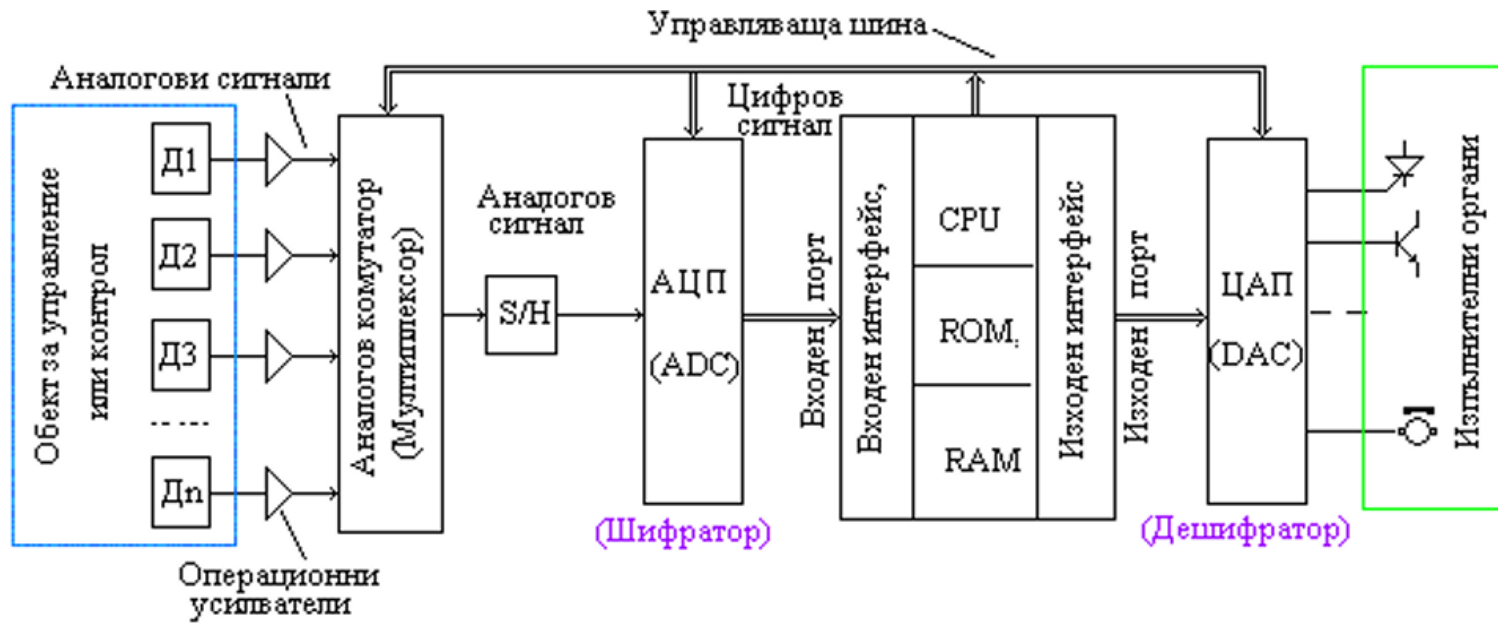 Управляваща шина
Аналогови сигнали
Обект за управление
или контрол
Д1
Д2
Д3
Дn
Операционни
усилватели
Аналогов комутатор
(Мултиплексор)
Аналогов
сигнал
S/H
АЦП
(ADC)
(Шифратор)
Цифров
сигнал
Входен порт
Входен интерфейс,
CPU
ROM,
RAM
Изходен интерфейс
Изходен порт
ЦАП
(DAC)
(Дешифратор)
Изпълнителни органи